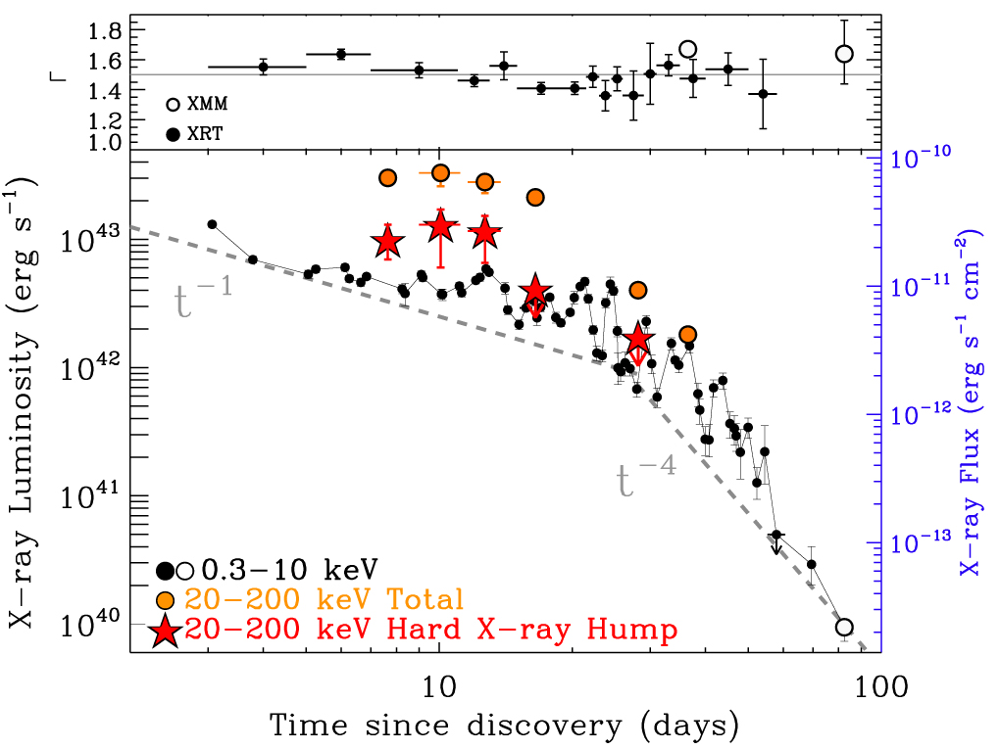 Γ
1.8
1.6
1.4
1.2
1.0
XMM
XRT
X-ray Luminosity (erg s⁻¹)
10⁴³
10⁴²
10⁴¹
10⁴⁰
t⁻¹
t⁻⁴
10⁻¹⁰
10⁻¹¹
10⁻¹²
10⁻¹³
X-ray Flux (erg s⁻¹ cm⁻²)
0.3-10 keV
20-200 keV Total
20-200 keV Hard X-ray Hump
10
100
Time since discovery (days)